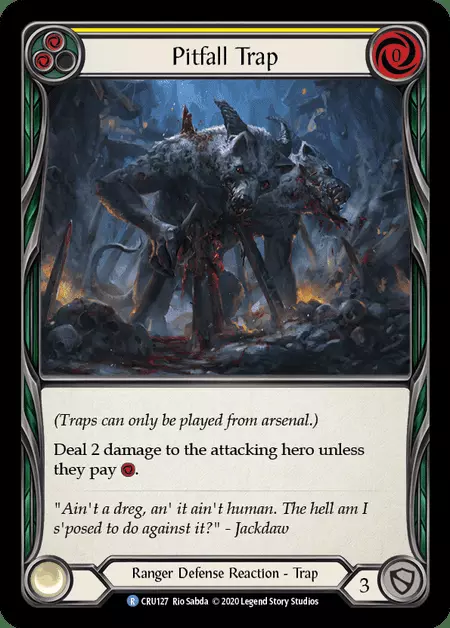 Pitfall Trap
0
(Traps can only be played from arsenal.)
Deal 2 damage to the attacking hero unless
they pay .
"Ain't a dreg, an' it ain't human. The hell am I
s'posed to do against it?" - Jackdaw
Ranger Defense Reaction - Trap
3
R CRU127 Rio Sabda © 2020 Legend Story Studios